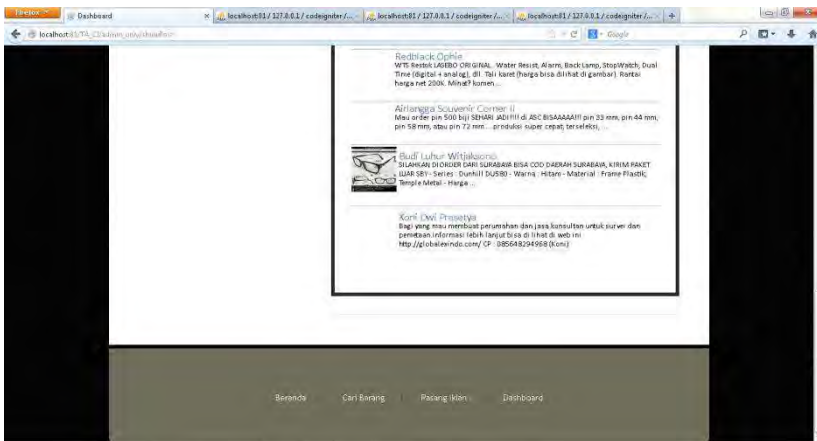 Firefox
Dashboard
localhost:81 / 127.0.0.1 / codeigniter /...
localhost:81 / 127.0.0.1 / codeigniter /...
localhost:81 / 127.0.0.1 / codeigniter /...
localhost:81/TA_CI/admin_univ/
Google
Redblack Ophie
WTS Restok LASEBO ORIGINAL. Water Resist, Alarm, Back Lamp, StopWatch, Dual
Time (digital + analog), dll. Tali karet (harga bisa dilihat di gambar). Rantai
harga net 200K. Minat? komen ...
Airlangga Souvenir Corner II
Mau order pin 500 biji SEHARI JADI!!!! di ASC BISAAAAA!!! pin 33 mm, pin 44 mm,
pin 58 mm, atau pin 72 mm... produksi super cepat, terseleksi, ...
Budi Luhur Witjaksono
SILAHKAN DI ORDER DARI SURABAYA BISA COD DAERAH SURABAYA, KIRIM PAKET
LUAR SBY - Series : Dunhill DU580 - Warna : Hitam - Material : Frame Plastik,
Temple Metal - Harga ...
Koni Dwi Prasetya
Bagi yang mau membuat perumahan dan jasa konsultan untuk survei dan
pemetaan.informasi lebih lanjut bisa di lihat di web ini
http://globalexindo.com/ CP : 085648294968 (Koni)
Beranda
Cari Barang
Pasang Iklan
Dashboard